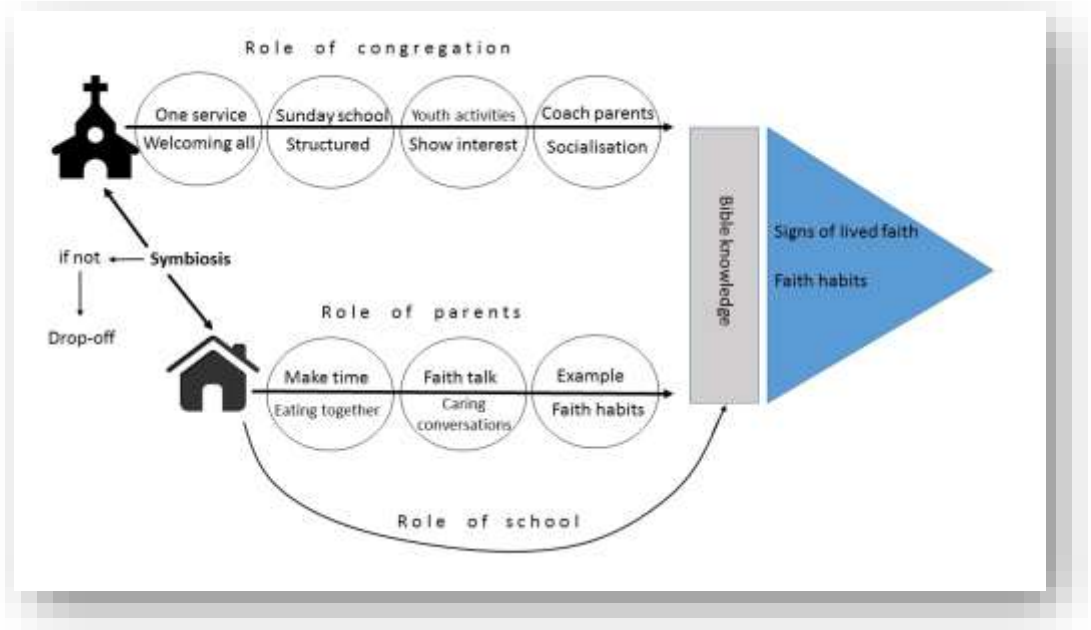 Role of congregation
One service
Welcoming all
Sunday school
Structured
Youth activities
Show interest
Coach parents
Socialisation
if not
Symbiosis
Drop-off
Role of parents
Make time
Eating together
Faith talk
Caring
conversations
Example
Faith habits
Role of school
Bible knowledge
Signs of lived faith
Faith habits